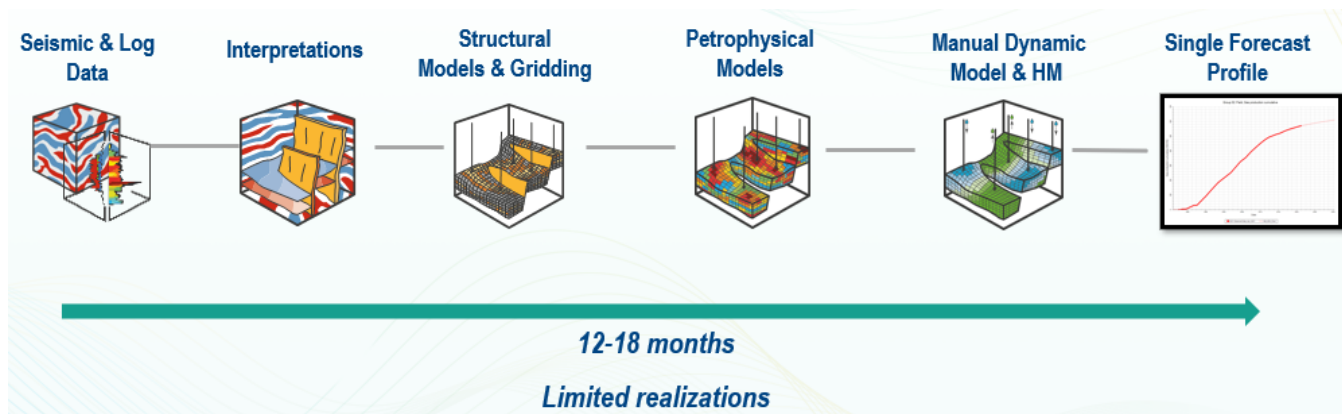 Seismic & Log
Data
Interpretations
Structural
Models & Gridding
Petrophysical
Models
Manual Dynamic
Model & HM
Single Forecast
Profile
12-18 months
Limited realizations